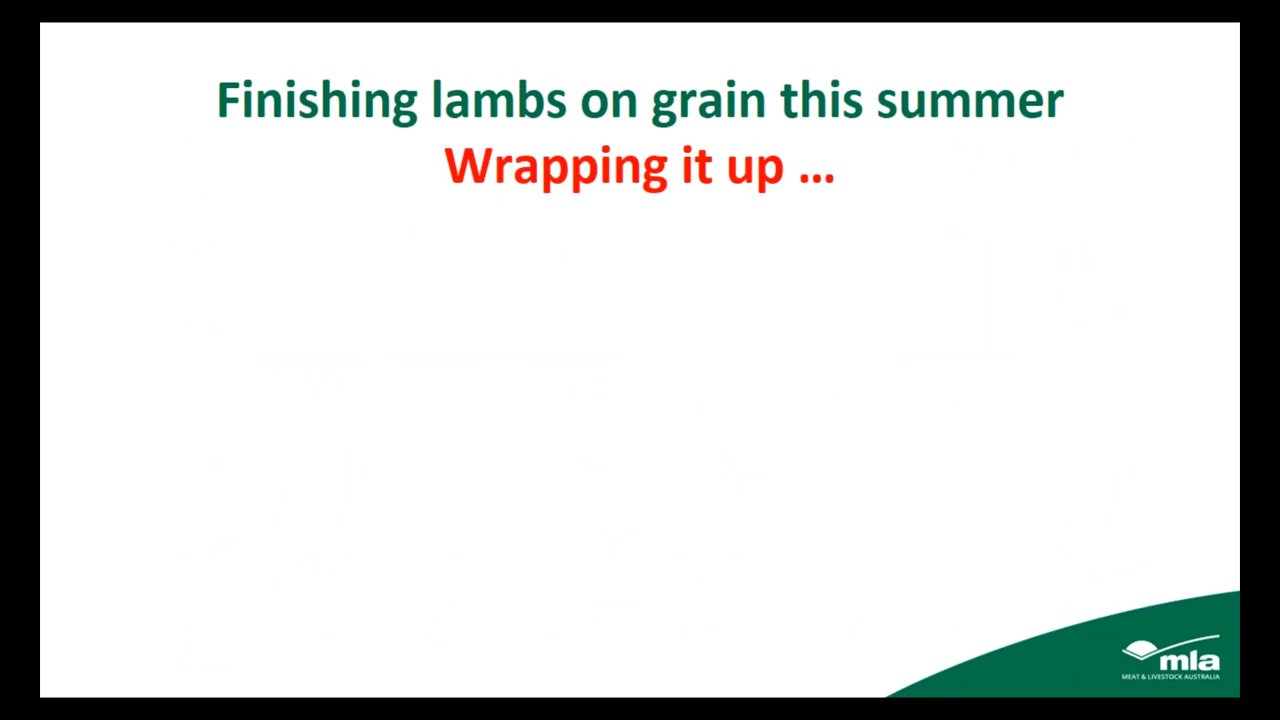 Finishing lambs on grain this summer
Wrapping it up ...
mla
MEAT & LIVESTOCK AUSTRALIA